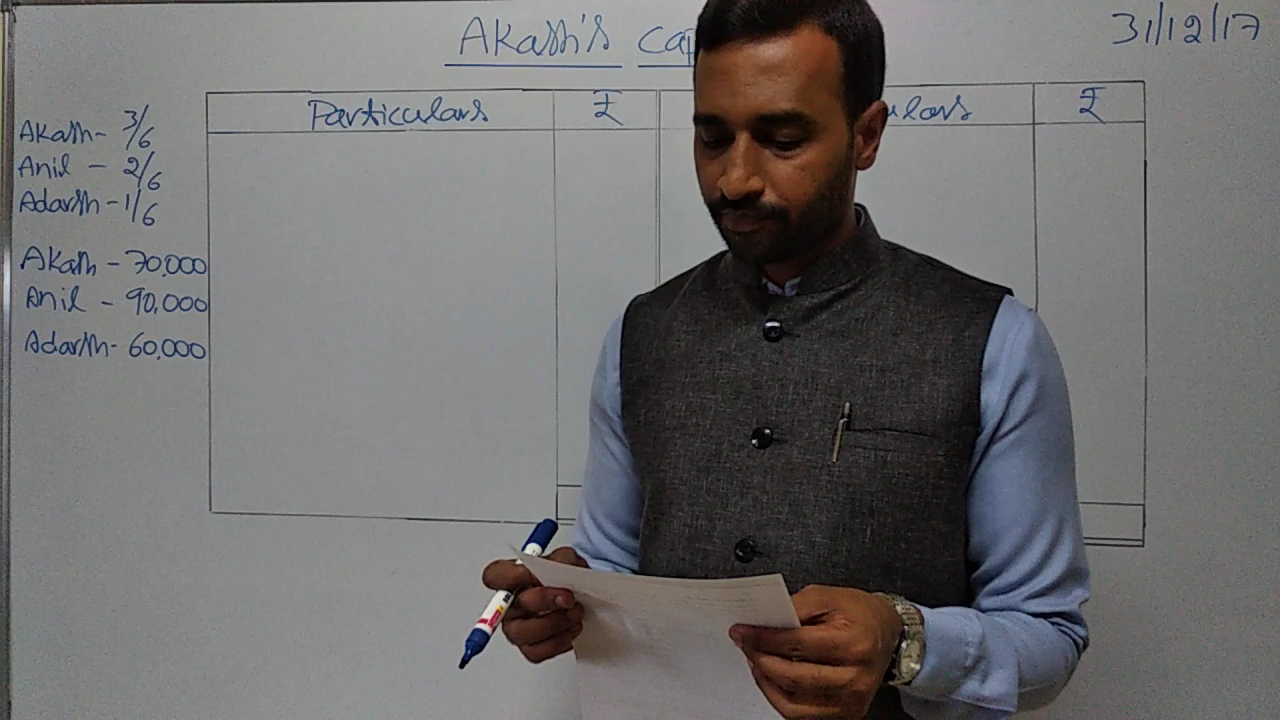 Akash's Cap
31/12/17
Particulars ₹ ulars ₹
Akash - 3/6
Anil - 2/6
Adarsh - 1/6
Akash - 70,000
Anil - 90,000
Adarsh - 60,000